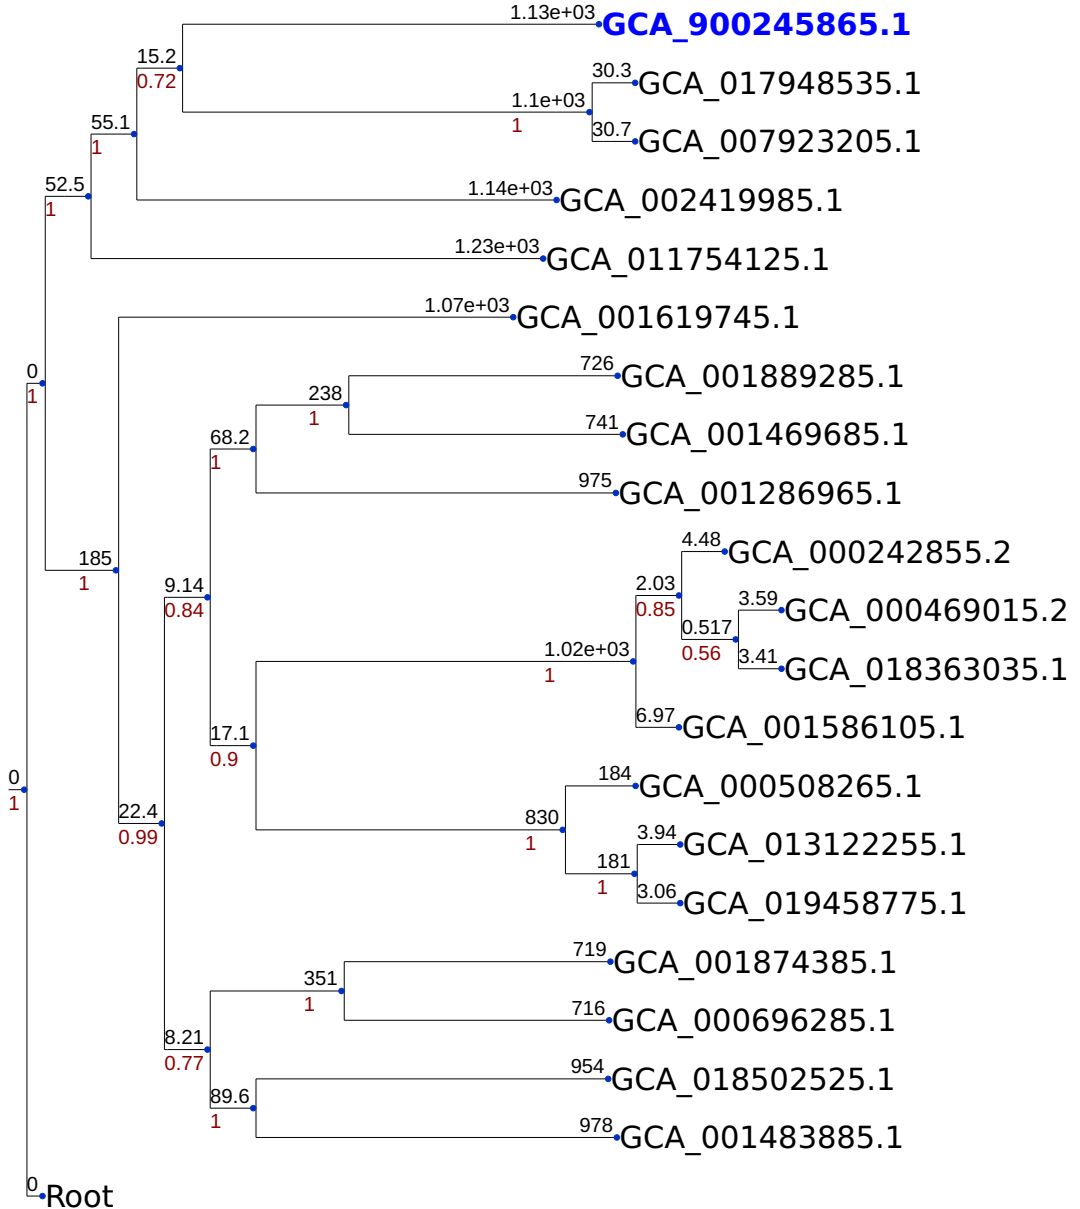 1.13e+03
GCA_900245865.1
15.2
0.72
30.3
GCA_017948535.1
1.1e+03
1
55.1
1
30.7
GCA_007923205.1
52.5
1
1.14e+03
GCA_002419985.1
1.23e+03
GCA_011754125.1
1.07e+03
GCA_001619745.1
0
1
726
GCA_001889285.1
238
1
68.2
1
741
GCA_001469685.1
975
GCA_001286965.1
185
1
4.48
GCA_000242855.2
9.14
0.84
2.03
0.85
3.59
GCA_000469015.2
0.517
0.56
1.02e+03
1
3.41
GCA_018363035.1
17.1
0.9
6.97
GCA_001586105.1
0
1
184
GCA_000508265.1
22.4
0.99
830
1
3.94
GCA_013122255.1
181
1
3.06
GCA_019458775.1
719
GCA_001874385.1
351
1
716
GCA_000696285.1
8.21
0.77
954
GCA_018502525.1
89.6
1
978
GCA_001483885.1
0
Root